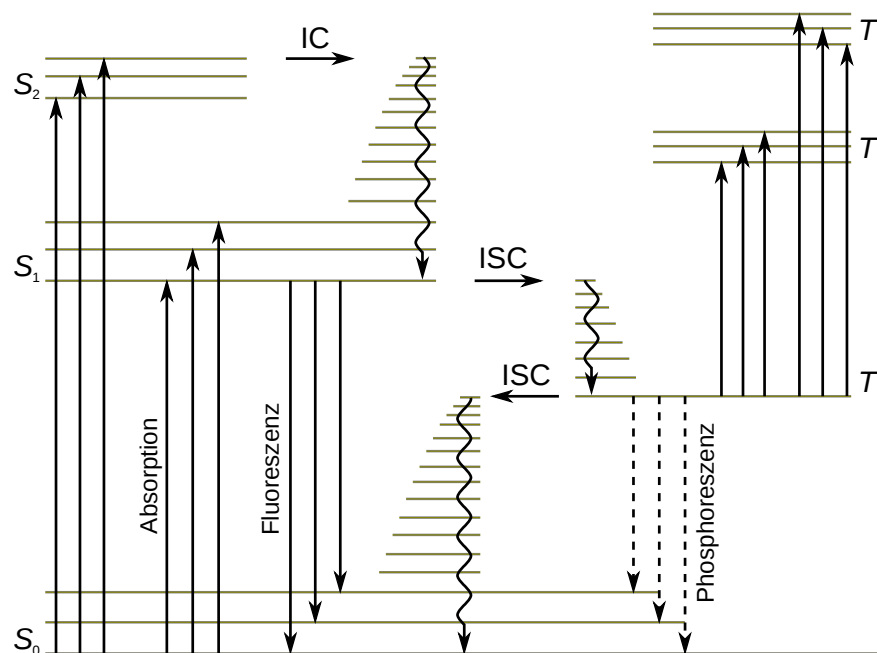 IC
T
S₂
T
ISC
S₁
ISC
T
Absorption
Fluoreszenz
Phosphoreszenz
S₀